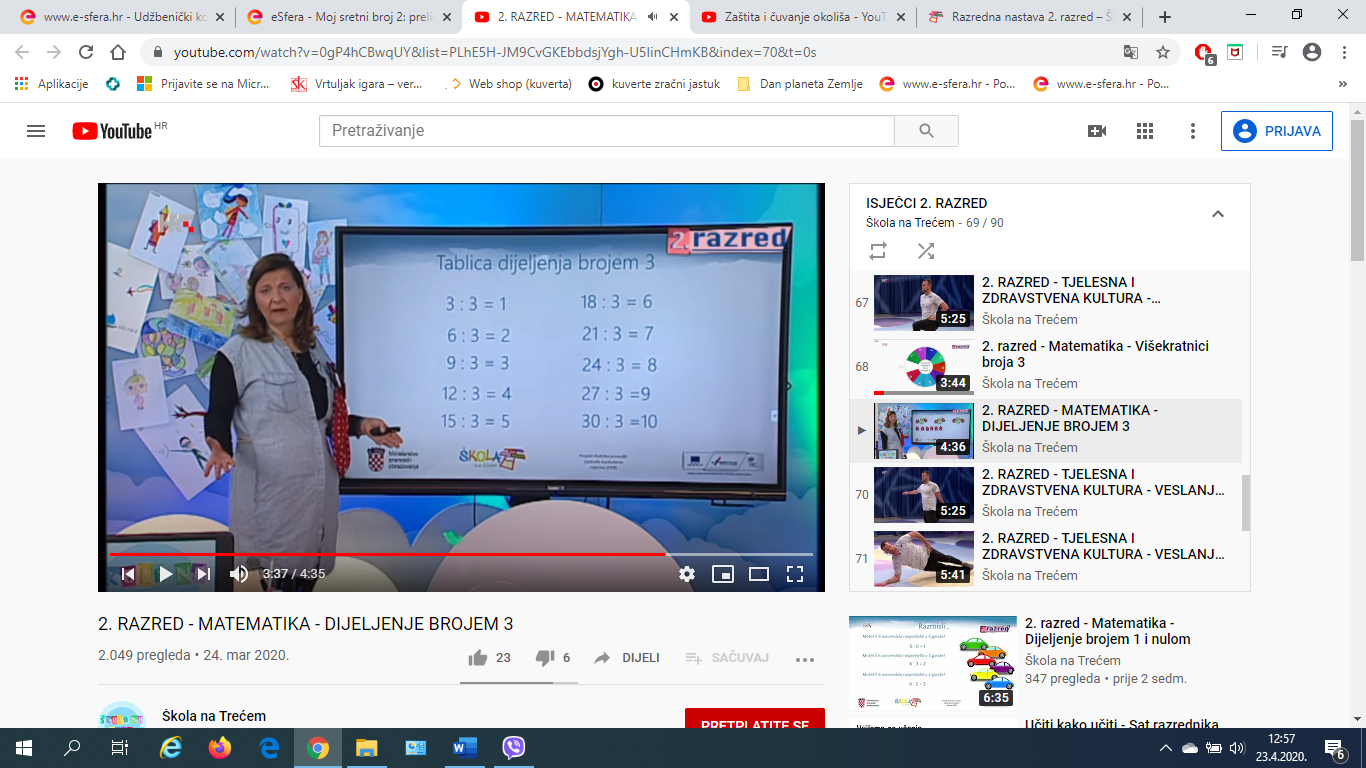 www.e-sfera.hr - Udžbenički ko
eSfera - Moj sretni broj 2: preli
2. RAZRED - MATEMATIKA
Zaštita i čuvanje okoliša - YouT
Razredna nastava 2. razred – Š
youtube.com/watch?v=0gP4hCBwqUY&list=PLhE5H-JM9CvGKEbbdsjYgh-U5IinCHmKB&index=70&t=0s
6
Aplikacije
Prijavite se na Micr...
Vrtuljak igara – ver...
Web shop (kuverta)
kuverte zračni jastuk
Dan planeta Zemlje
www.e-sfera.hr - Po...
www.e-sfera.hr - Po...
YouTube HR
Pretraživanje
PRIJAVA
2. razred
Tablica dijeljenja brojem 3
3 : 3 = 1
6 : 3 = 2
9 : 3 = 3
12 : 3 = 4
15 : 3 = 5
18 : 3 = 6
21 : 3 = 7
24 : 3 = 8
27 : 3 =9
30 : 3 =10
ŠKOLA
3:37 / 4:35
2. RAZRED - MATEMATIKA - DIJELJENJE BROJEM 3
2.049 pregleda • 24. mar 2020.
23
6
DIJELI
SAČUVAJ
Škola na Trećem
PRETPLATITE SE
ISJEČCI 2. RAZRED
Škola na Trećem - 69 / 90
67
5:25
2. RAZRED - TJELESNA I
ZDRAVSTVENA KULTURA -...
Škola na Trećem
68
3:44
2. razred - Matematika - Višekratnici
broja 3
Škola na Trećem
4:36
2. RAZRED - MATEMATIKA -
DIJELJENJE BROJEM 3
Škola na Trećem
70
5:25
2. RAZRED - TJELESNA I
ZDRAVSTVENA KULTURA - VESLANJ...
Škola na Trećem
71
5:41
2. RAZRED - TJELESNA I
ZDRAVSTVENA KULTURA - VESLANJ...
Škola na Trećem
Razmisli...
2. razred
6:35
2. razred - Matematika -
Dijeljenje brojem 1 i nulom
Škola na Trećem
347 pregleda • prije 2 sedm.
Učiti kako učiti - Sat razrednika
12:57
23.4.2020.
6